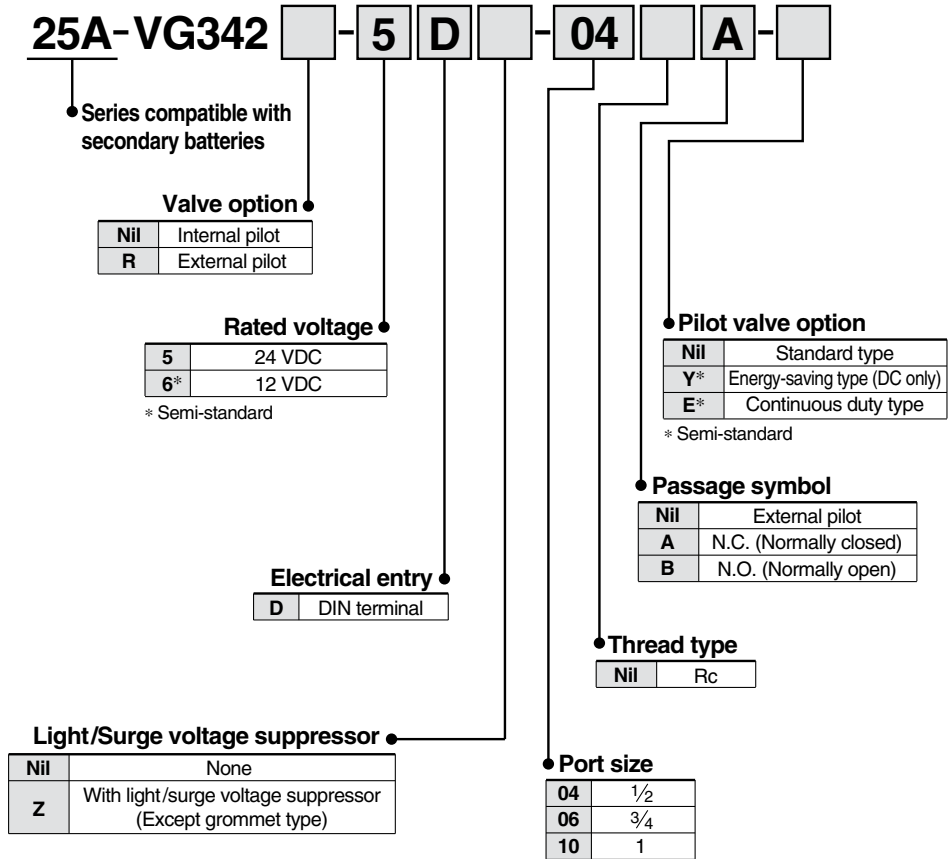 25A-VG342 - 5 D - 04 A -
Series compatible with
secondary batteries
Valve option
Nil Internal pilot
R External pilot
Rated voltage
5 24 VDC
6* 12 VDC
* Semi-standard
Pilot valve option
Nil Standard type
Y* Energy-saving type (DC only)
E* Continuous duty type
* Semi-standard
Passage symbol
Nil External pilot
A N.C. (Normally closed)
B N.O. (Normally open)
Electrical entry
D DIN terminal
Thread type
Nil Rc
Light/Surge voltage suppressor
Nil None
Z With light/surge voltage suppressor
(Except grommet type)
Port size
04 1/2
06 3/4
10 1